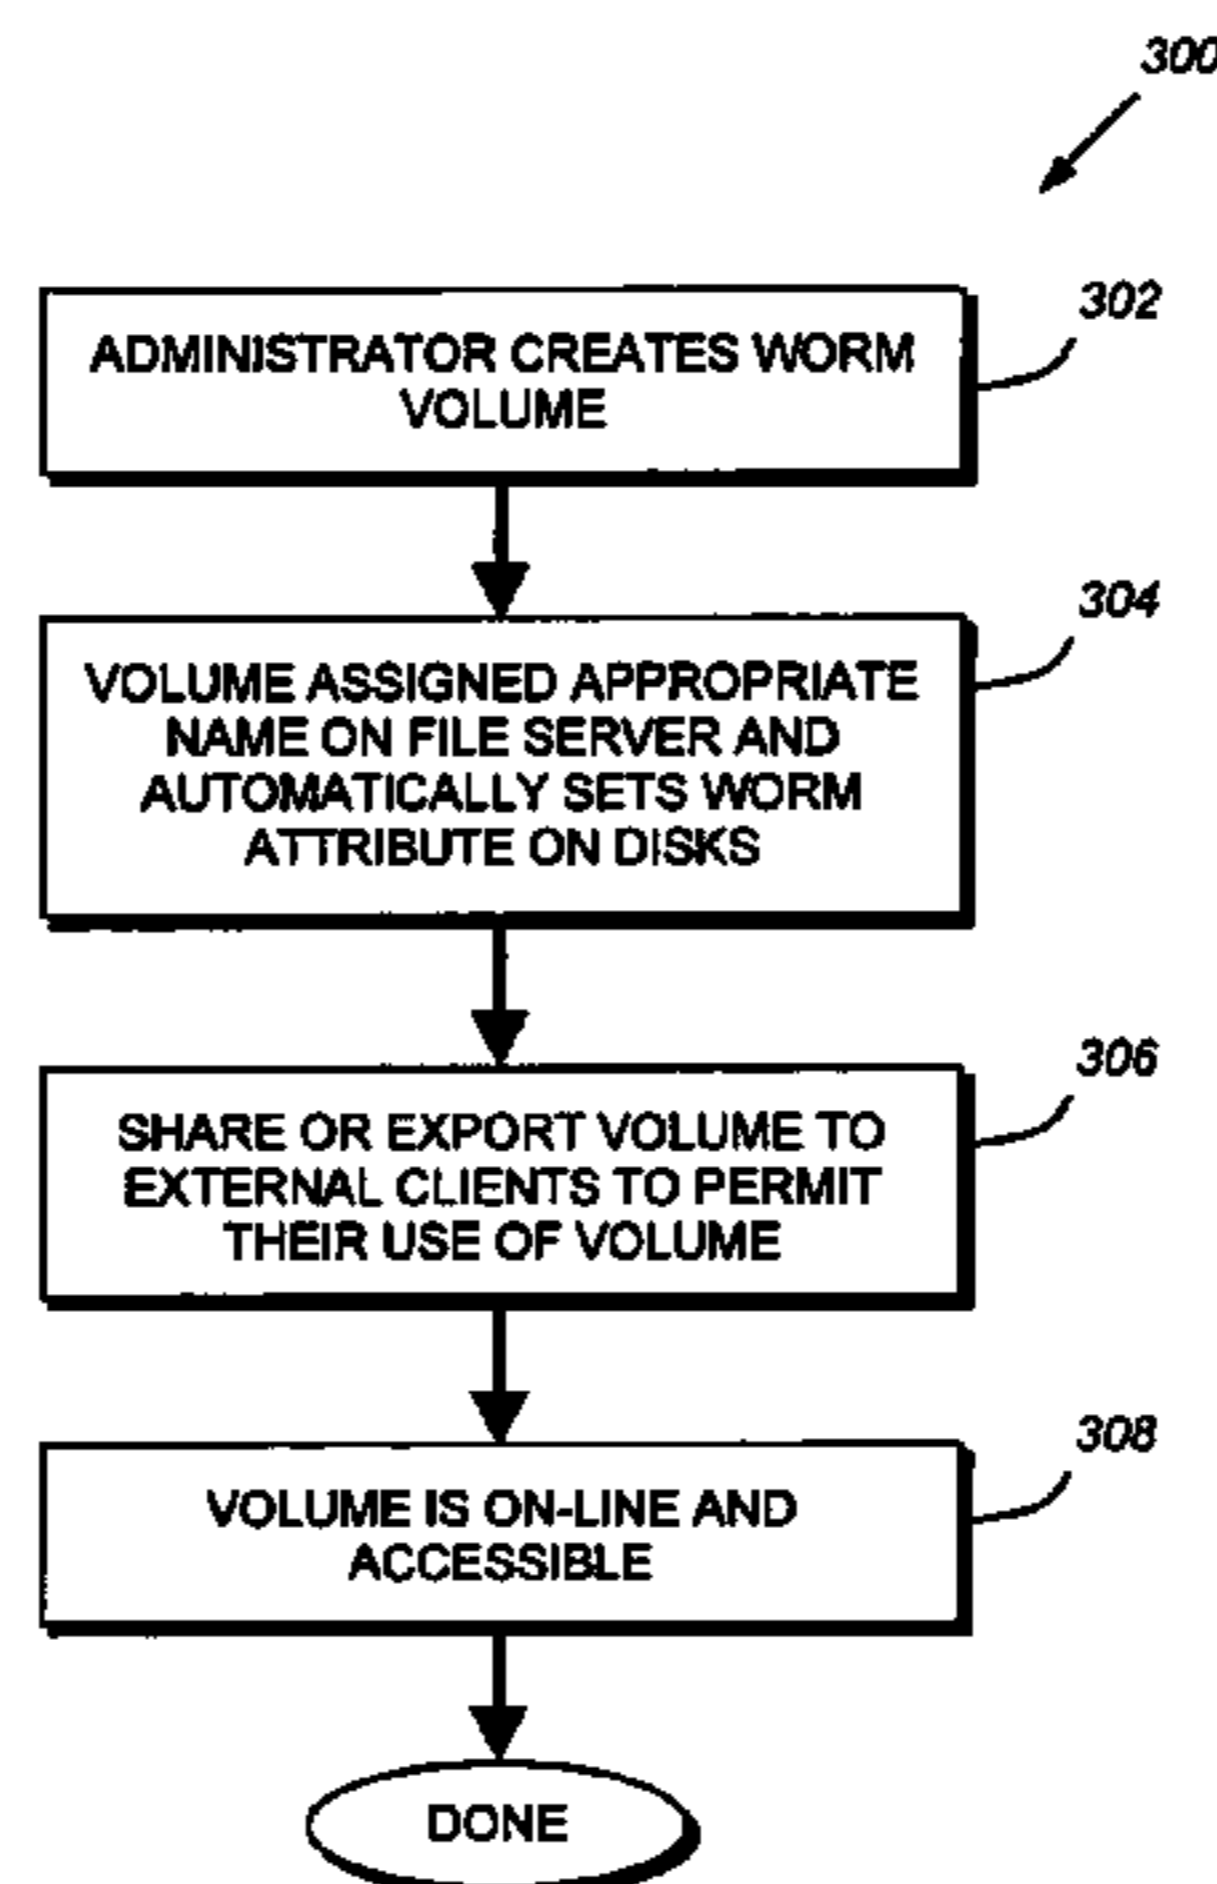 300
302
ADMINISTRATOR CREATES WORM
VOLUME
304
VOLUME ASSIGNED APPROPRIATE
NAME ON FILE SERVER AND
AUTOMATICALLY SETS WORM
ATTRIBUTE ON DISKS
306
SHARE OR EXPORT VOLUME TO
EXTERNAL CLIENTS TO PERMIT
THEIR USE OF VOLUME
308
VOLUME IS ON-LINE AND
ACCESSIBLE
DONE